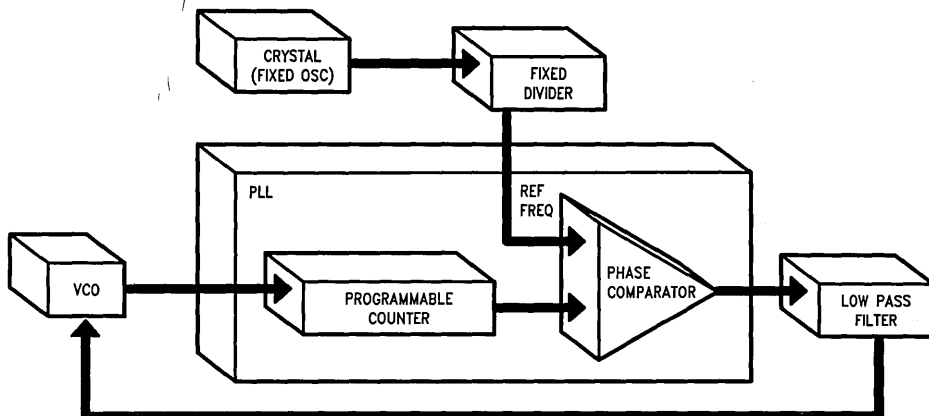 CRYSTAL
(FIXED OSC)
FIXED
DIVIDER
PLL
REF
FREQ
VCO
PROGRAMMABLE
COUNTER
PHASE
COMPARATOR
LOW PASS
FILTER